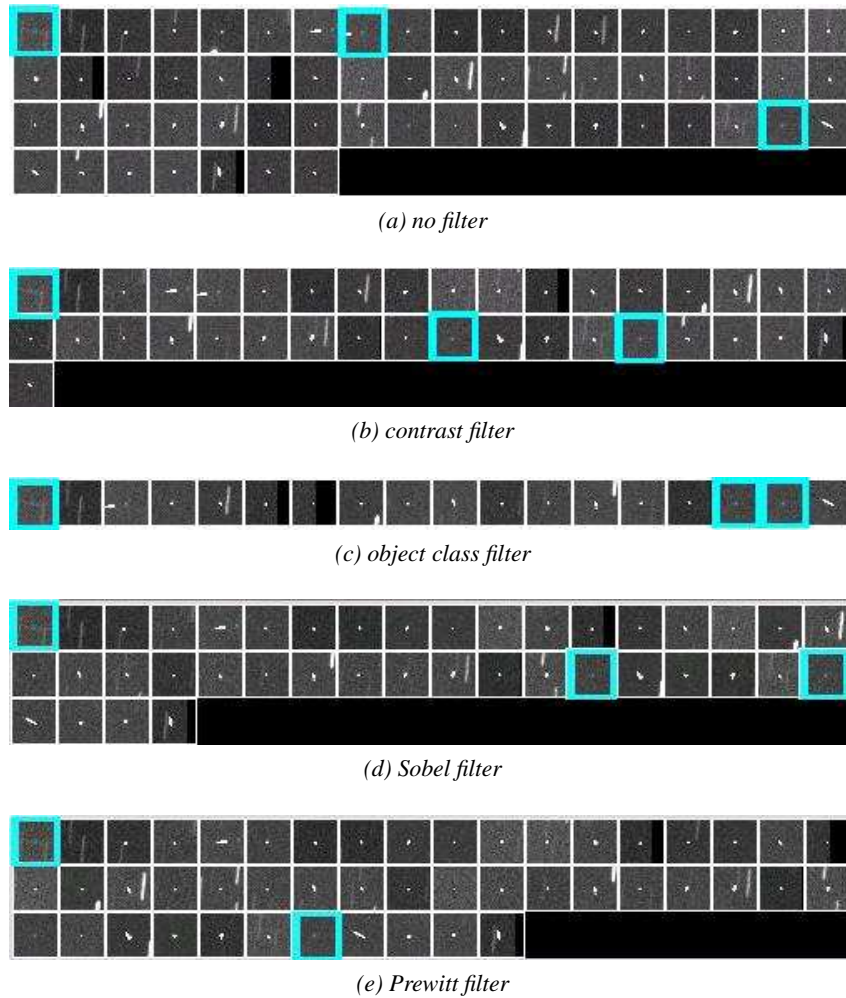 (a) no filter
(b) contrast filter
(c) object class filter
(d) Sobel filter
(e) Prewitt filter